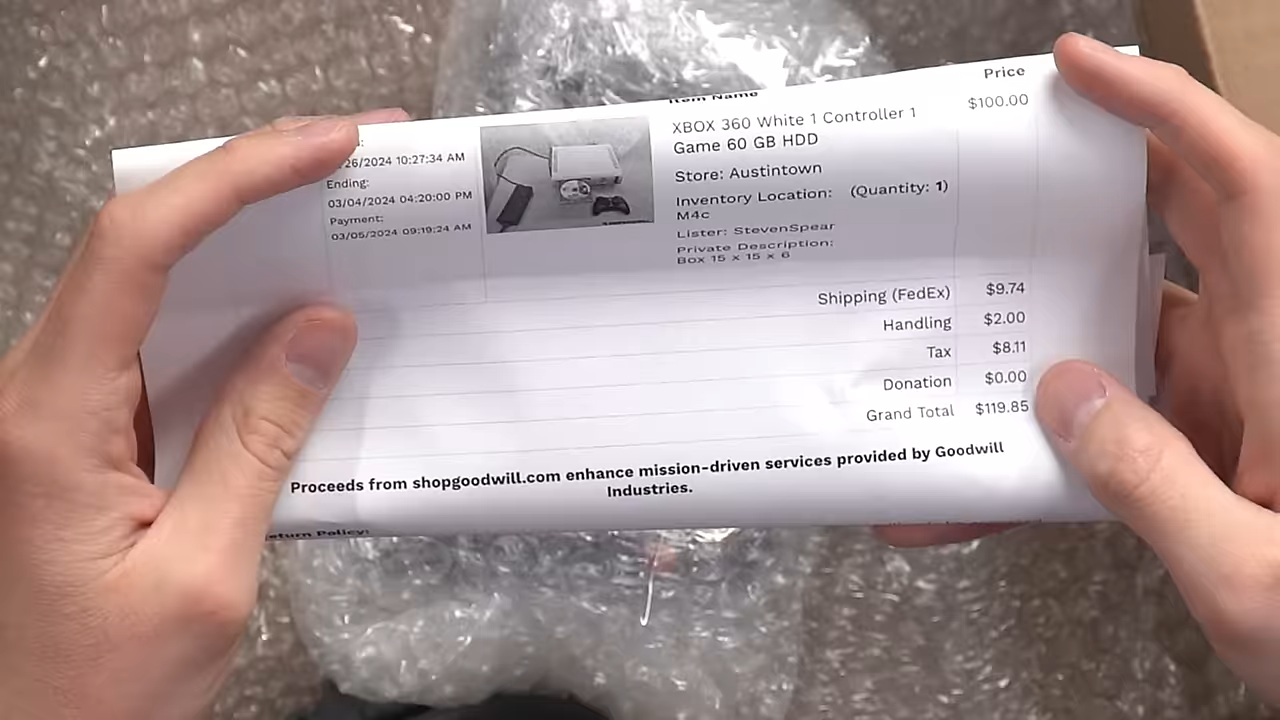 Item Name
Price
26/2024 10:27:34 AM
Ending:
03/04/2024 04:20:00 PM
Payment:
03/05/2024 09:19:24 AM
XBOX 360 White 1 Controller 1
Game 60 GB HDD
$100.00
Store: Austintown
Inventory Location: (Quantity: 1)
M4c
Lister: StevenSpear
Private Description:
Box 15 x 15 x 6
Shipping (FedEx) $9.74
Handling $2.00
Tax $8.11
Donation $0.00
Grand Total $119.85
Proceeds from shopgoodwill.com enhance mission-driven services provided by Goodwill
Industries.
eturn Policy: